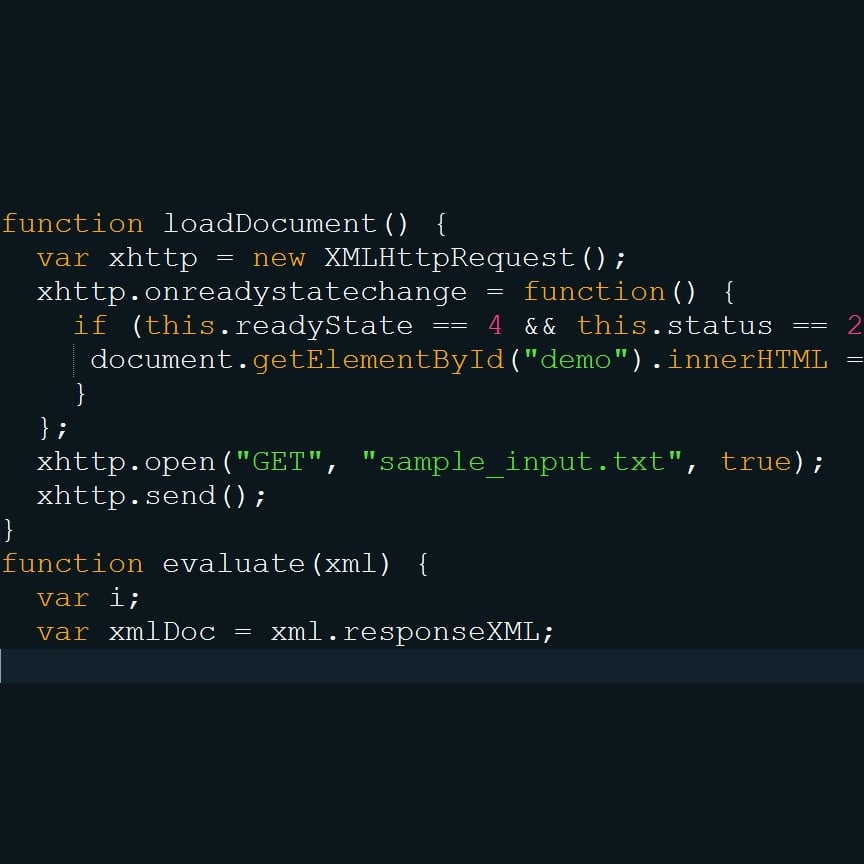 function loadDocument() {
  var xhttp = new XMLHttpRequest();
  xhttp.onreadystatechange = function() {
    if (this.readyState == 4 && this.status == 2
     document.getElementById("demo").innerHTML =
    }
  };
  xhttp.open("GET", "sample_input.txt", true);
  xhttp.send();
}
function evaluate(xml) {
  var i;
  var xmlDoc = xml.responseXML;